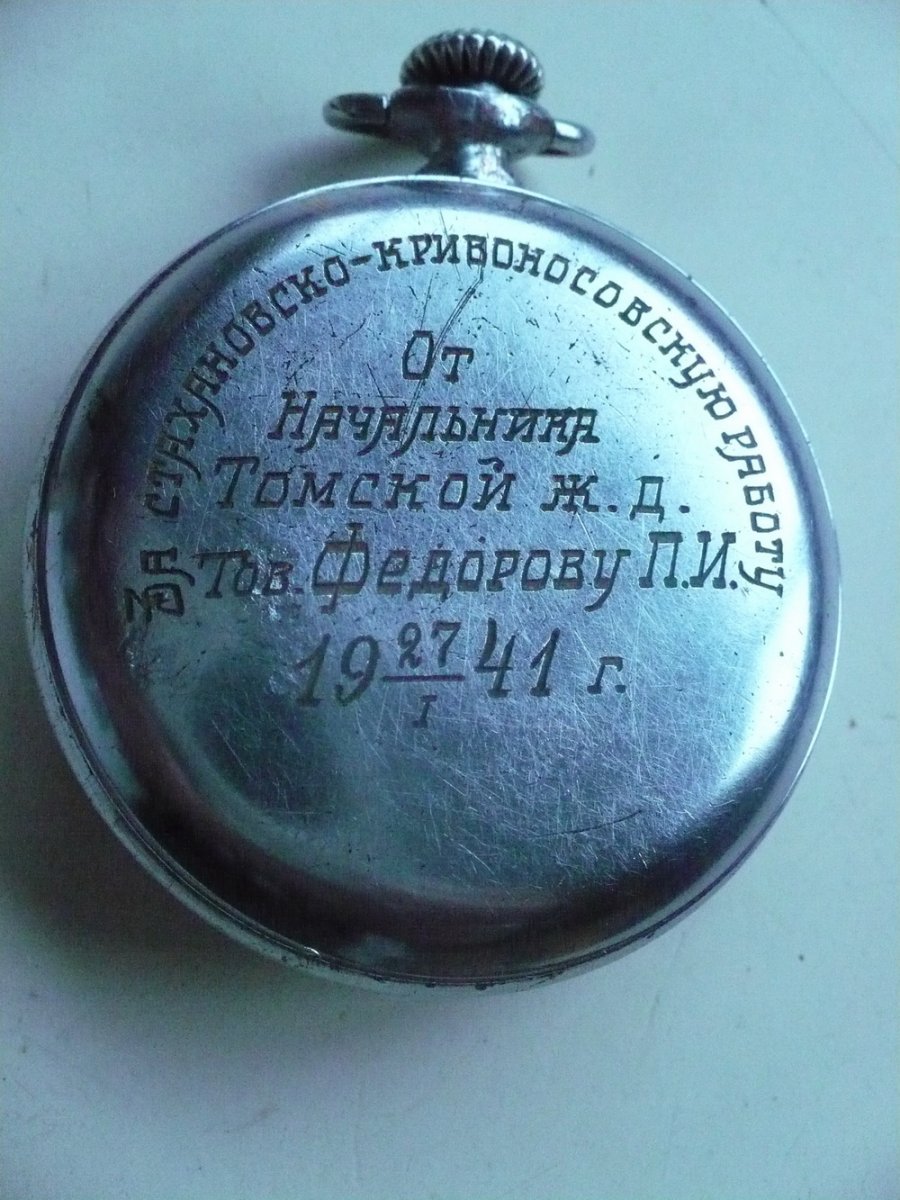 За СТАХАНОВСКО-КРИВОНОСОВСКУЮ РАБОТУ
От
Начальника
Томской ж.д.
Тов. Федорову П.И.
19 27/I 41 г.